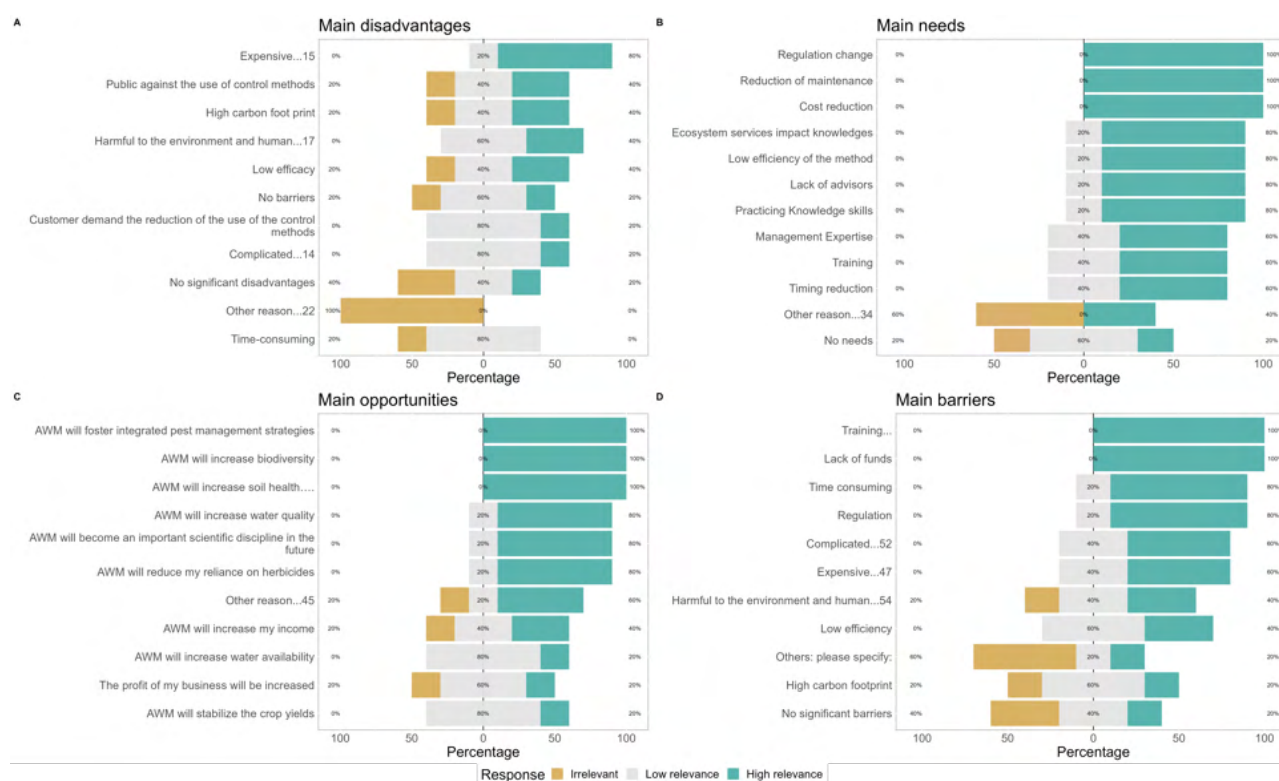 A
Main disadvantages
Expensive...15 0% 20% 80%
Public against the use of control methods 20% 40% 40%
High carbon foot print 20% 40% 40%
Harmful to the environment and human...17 0% 60% 40%
Low efficacy 20% 40% 40%
No barriers 20% 60% 20%
Customer demand the reduction of the use of the control
methods 0% 80% 20%
Complicated...14 0% 80% 20%
No significant disadvantages 40% 40% 20%
Other reason...22 100% 0% 0%
Time-consuming 20% 80% 0%
100 50 0 50 100
Percentage
B
Main needs
Regulation change 0% 0% 100%
Reduction of maintenance 0% 0% 100%
Cost reduction 0% 0% 100%
Ecosystem services impact knowledges 0% 20% 80%
Low efficiency of the method 0% 20% 80%
Lack of advisors 0% 20% 80%
Practicing Knowledge skills 0% 20% 80%
Management Expertise 0% 40% 60%
Training 0% 40% 60%
Timing reduction 0% 40% 60%
Other reason...34 60% 0% 40%
No needs 20% 60% 20%
100 50 0 50 100
Percentage
C
Main opportunities
AWM will foster integrated pest management strategies 0% 0% 100%
AWM will increase biodiversity 0% 0% 100%
AWM will increase soil health.... 0% 0% 100%
AWM will increase water quality 0% 20% 80%
AWM will become an important scientific discipline in the
future 0% 20% 80%
AWM will reduce my reliance on herbicides 0% 20% 80%
Other reason...45 20% 20% 60%
AWM will increase my income 20% 40% 40%
AWM will increase water availability 0% 80% 20%
The profit of my business will be increased 20% 60% 20%
AWM will stabilize the crop yields 0% 80% 20%
100 50 0 50 100
Percentage
D
Main barriers
Training... 0% 0% 100%
Lack of funds 0% 0% 100%
Time consuming 0% 20% 80%
Regulation 0% 20% 80%
Complicated...52 0% 40% 60%
Expensive...47 0% 40% 60%
Harmful to the environment and human...54 20% 40% 40%
Low efficiency 0% 60% 40%
Others: please specify: 60% 20% 20%
High carbon footprint 20% 60% 20%
No significant barriers 40% 40% 20%
100 50 0 50 100
Percentage
Response Irrelevant Low relevance High relevance